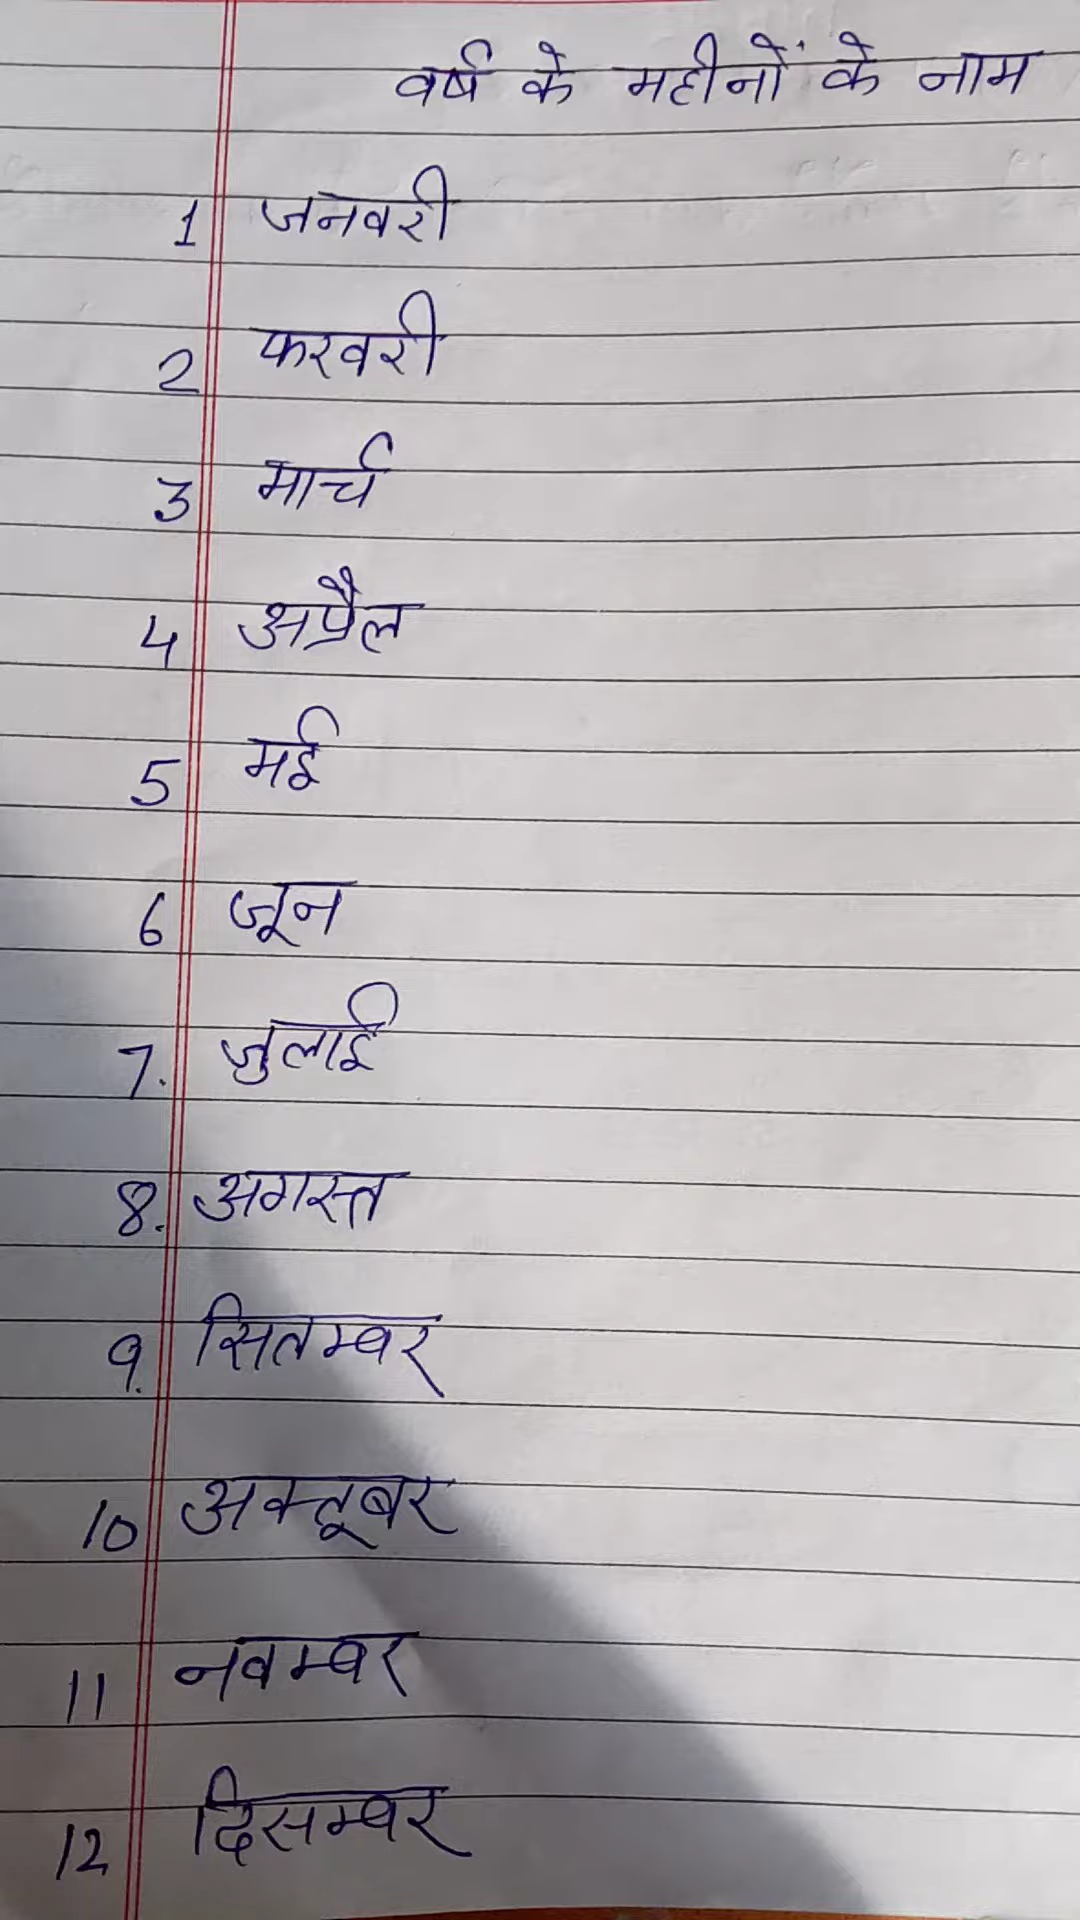 वर्ष के महीनों के नाम
1 जनवरी
2 फरवरी
3 मार्च
4 अप्रैल
5 मई
6 जून
7. जुलाई
8. अगस्त
9. सितम्बर
10 अक्टूबर
11 नवम्बर
12 दिसम्बर